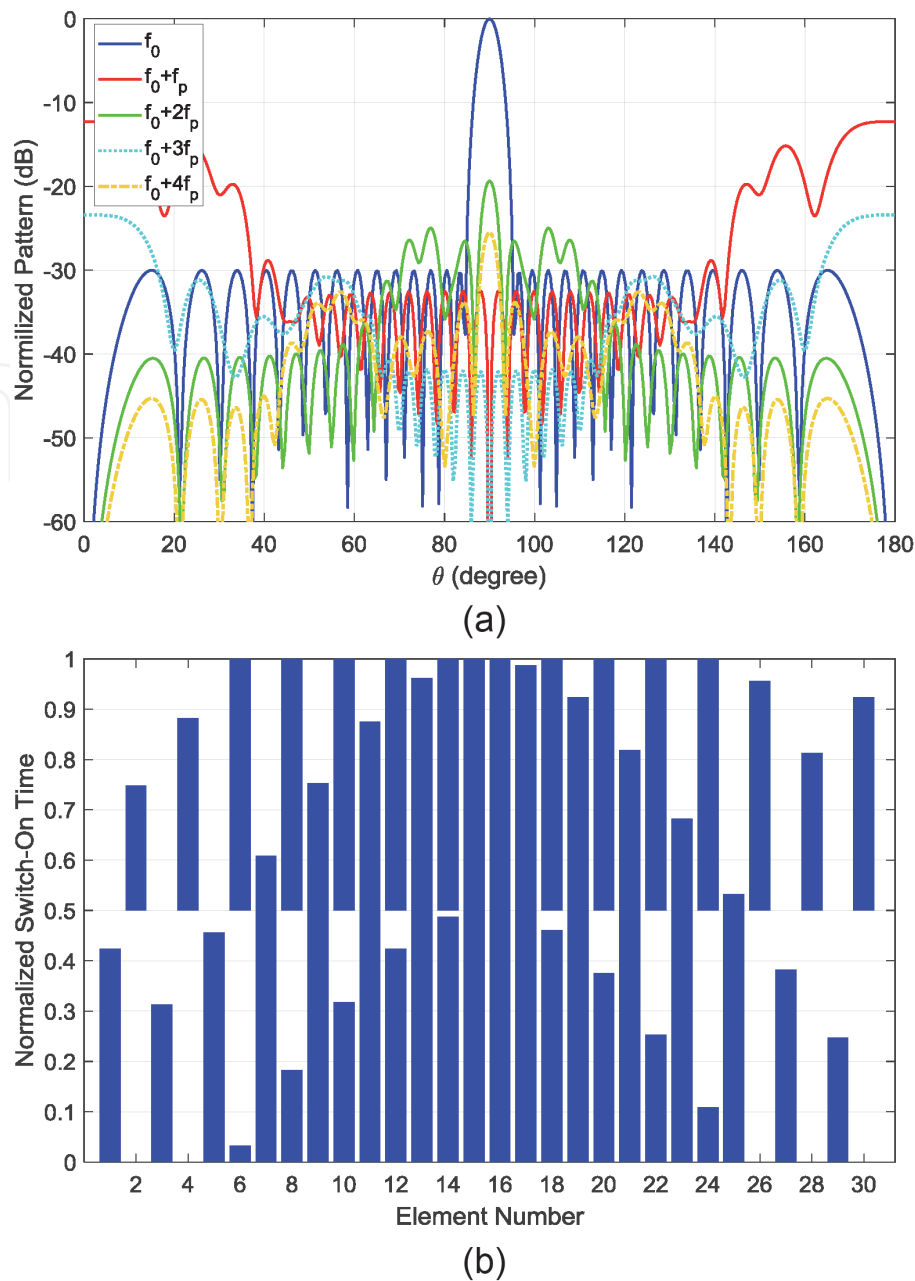 f0
f0+fp
f0+2fp
f0+3fp
f0+4fp
Normilized Pattern (dB)
0
-10
-20
-30
-40
-50
-60
0 20 40 60 80 100 120 140 160 180
θ (degree)
(a)
Normalized Switch-On Time
1
0.9
0.8
0.7
0.6
0.5
0.4
0.3
0.2
0.1
0
2 4 6 8 10 12 14 16 18 20 22 24 26 28 30
Element Number
(b)